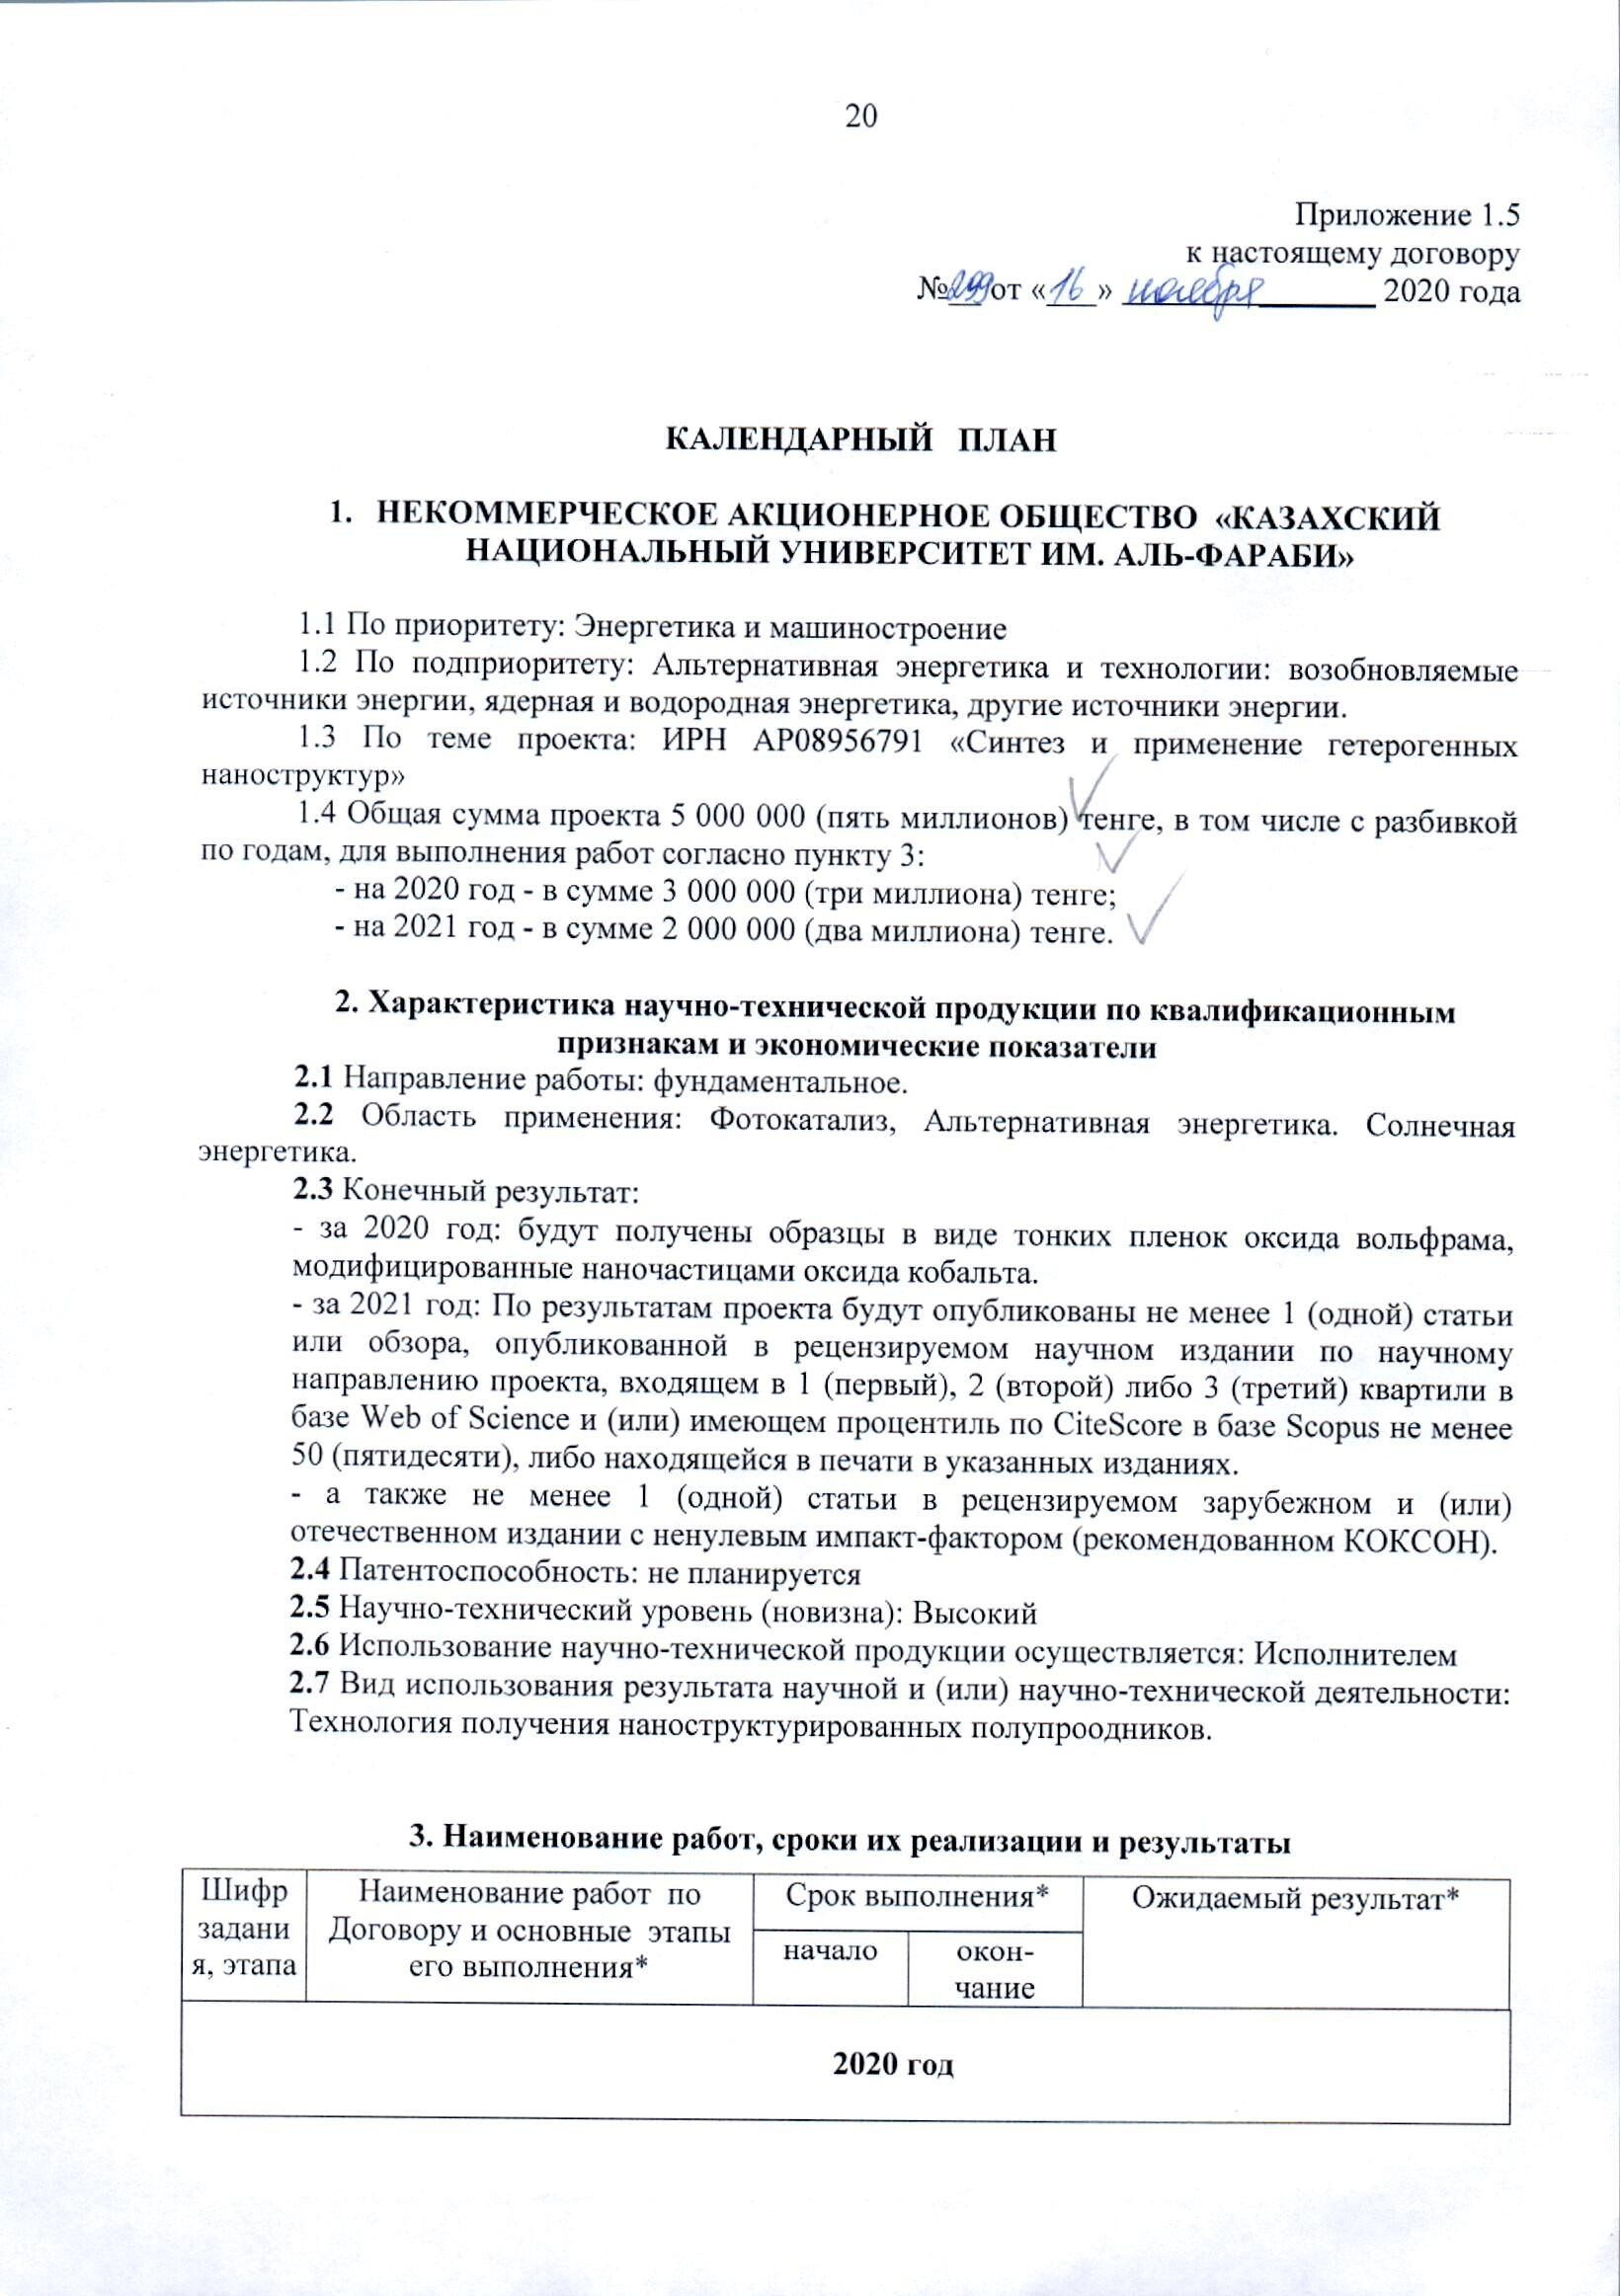 20
Приложение 1.5
к настоящему договору
№299 от «16» ноября 2020 года
КАЛЕНДАРНЫЙ ПЛАН
1. НЕКОММЕРЧЕСКОЕ АКЦИОНЕРНОЕ ОБЩЕСТВО «КАЗАХСКИЙ
НАЦИОНАЛЬНЫЙ УНИВЕРСИТЕТ ИМ. АЛЬ-ФАРАБИ»
1.1 По приоритету: Энергетика и машиностроение
1.2 По подприоритету: Альтернативная энергетика и технологии: возобновляемые
источники энергии, ядерная и водородная энергетика, другие источники энергии.
1.3 По теме проекта: ИРН АР08956791 «Синтез и применение гетерогенных
наноструктур»
1.4 Общая сумма проекта 5 000 000 (пять миллионов) тенге, в том числе с разбивкой
по годам, для выполнения работ согласно пункту 3:
- на 2020 год - в сумме 3 000 000 (три миллиона) тенге;
- на 2021 год - в сумме 2 000 000 (два миллиона) тенге.
2. Характеристика научно-технической продукции по квалификационным
признакам и экономические показатели
2.1 Направление работы: фундаментальное.
2.2 Область применения: Фотокатализ, Альтернативная энергетика. Солнечная
энергетика.
2.3 Конечный результат:
- за 2020 год: будут получены образцы в виде тонких пленок оксида вольфрама,
модифицированные наночастицами оксида кобальта.
- за 2021 год: По результатам проекта будут опубликованы не менее 1 (одной) статьи
или обзора, опубликованной в рецензируемом научном издании по научному
направлению проекта, входящем в 1 (первый), 2 (второй) либо 3 (третий) квартили в
базе Web of Science и (или) имеющем процентиль по CiteScore в базе Scopus не менее
50 (пятидесяти), либо находящейся в печати в указанных изданиях.
- а также не менее 1 (одной) статьи в рецензируемом зарубежном и (или)
отечественном издании с ненулевым импакт-фактором (рекомендованном КОКСОН).
2.4 Патентоспособность: не планируется
2.5 Научно-технический уровень (новизна): Высокий
2.6 Использование научно-технической продукции осуществляется: Исполнителем
2.7 Вид использования результата научной и (или) научно-технической деятельности:
Технология получения наноструктурированных полупроодников.
3. Наименование работ, сроки их реализации и результаты
Шифр
задани
я, этапа
Наименование работ по
Договору и основные этапы
его выполнения*
Срок выполнения*
начало
окон-
чание
Ожидаемый результат*
2020 год